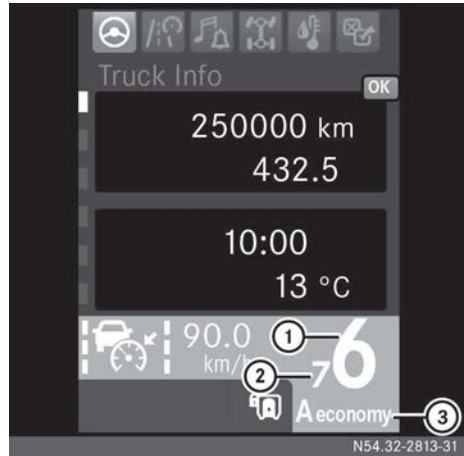 Truck Info
OK
250000 km
432.5
10:00
13 °C
90.0
km/h
1
6
2
7
A economy
3
N54.32-2813-31